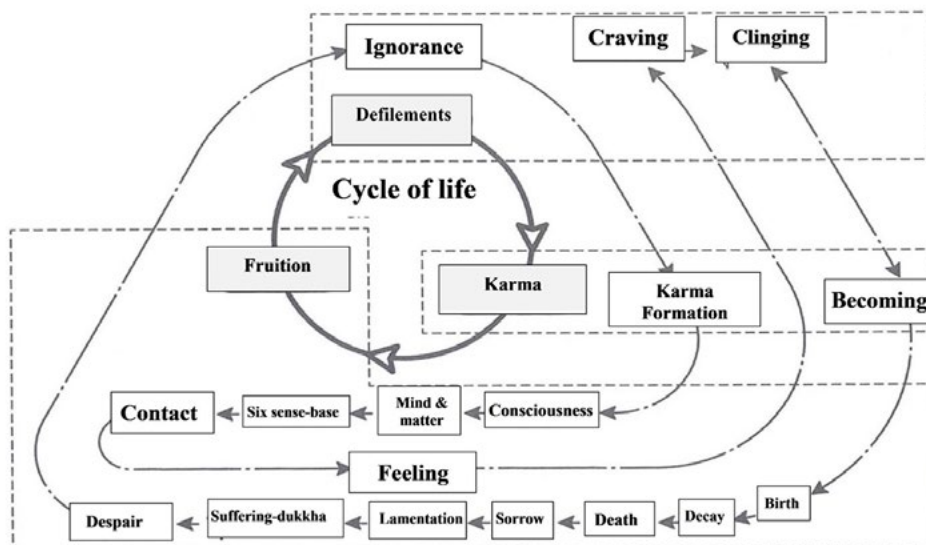 Ignorance
Craving
Clinging
Defilements
Cycle of life
Fruition
Karma
Karma
Formation
Becoming
Contact
Six sense-base
Mind &
matter
Consciousness
Feeling
Birth
Despair
Suffering-dukkha
Lamentation
Sorrow
Death
Decay